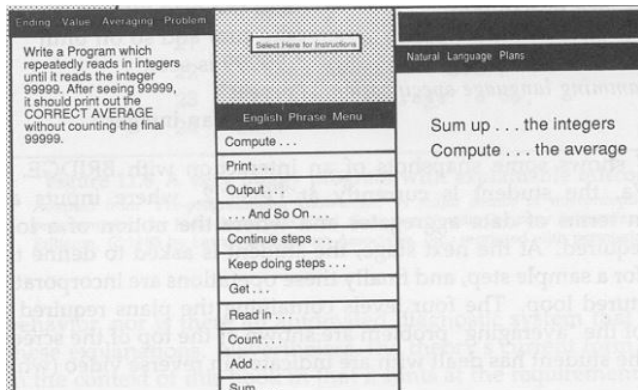 Ending Value Averaging Problem
Write a Program which
repeatedly reads in integers
until it reads the integer
99999. After seeing 99999,
it should print out the
CORRECT AVERAGE
without counting the final
99999.
Select Here for Instructions
English Phrase Menu
Compute . . .
Print . . .
Output . . .
. . . And So On . . .
Continue steps . . .
Keep doing steps . . .
Get . . .
Read in . . .
Count . . .
Add . . .
Sum
Natural Language Plans
Sum up . . . the integers
Compute . . . the average